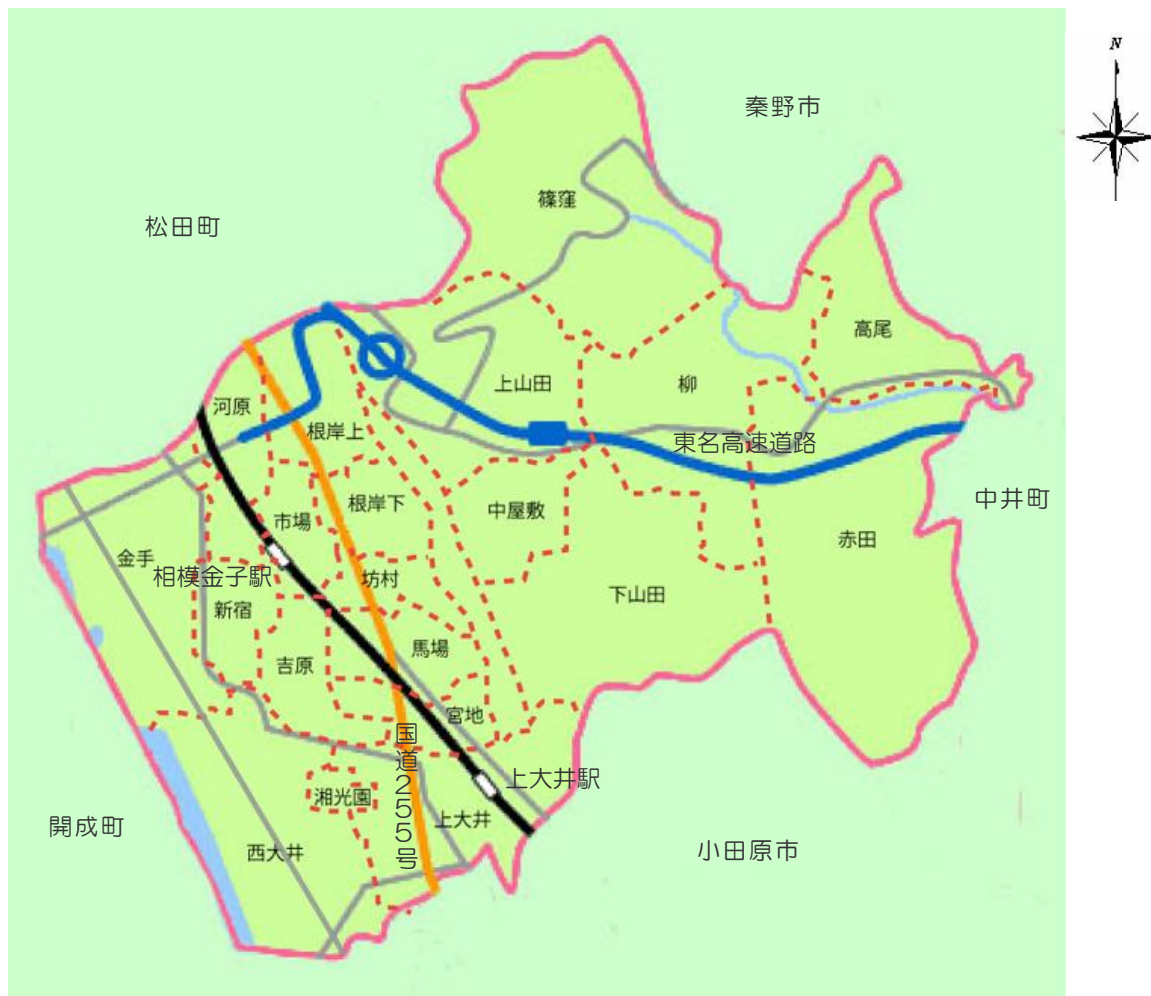 N
秦野市
篠窪
松田町
高尾
上山田
柳
河原
根岸上
東名高速道路
中井町
根岸下
中屋敷
市場
赤田
金手
相模金子駅
坊村
下山田
新宿
馬場
吉原
宮地
国道255号
上大井駅
湘光園
上大井
開成町
西大井
小田原市